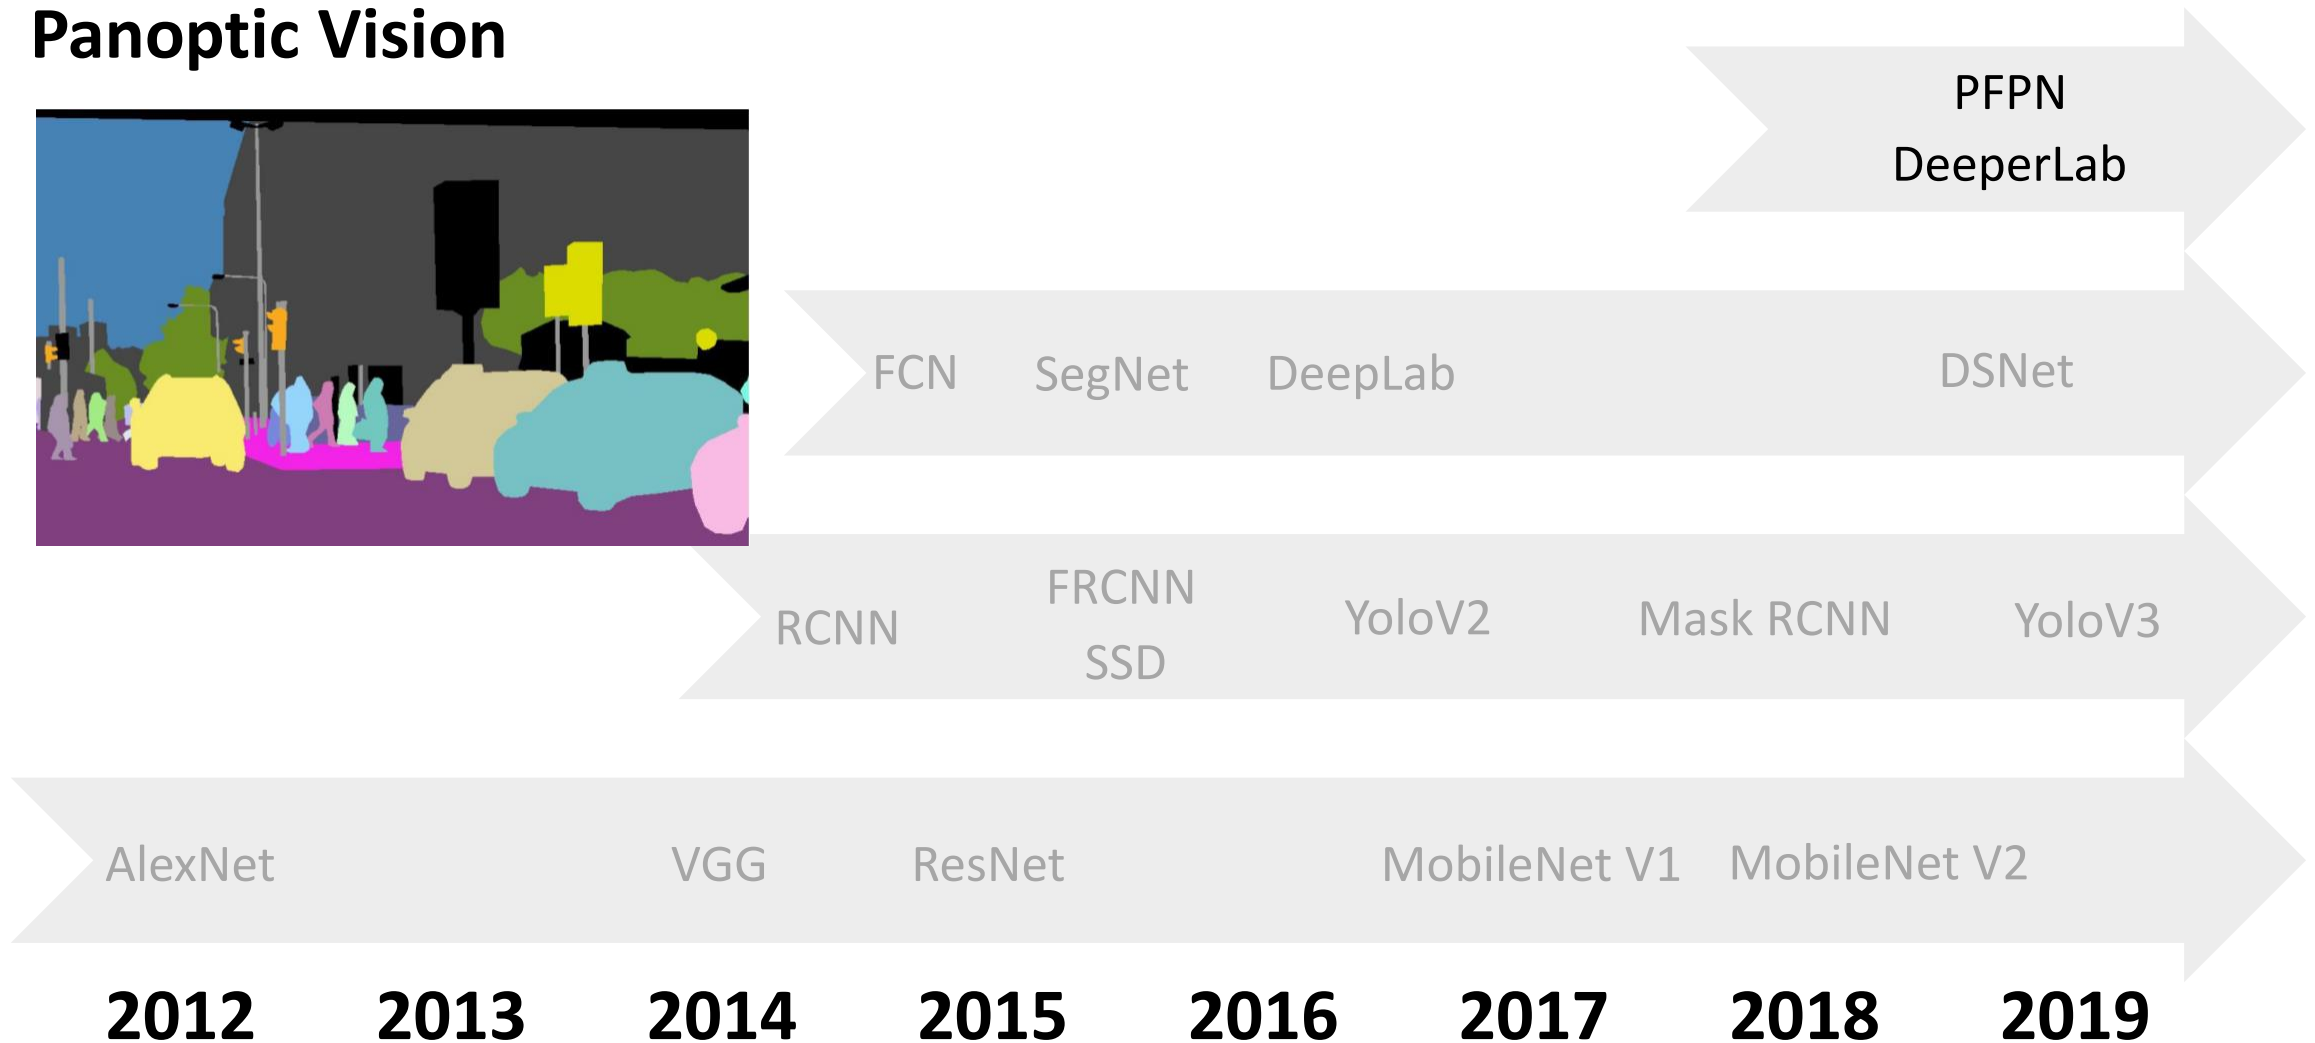 Panoptic Vision
PFPN
DeeperLab
FCN SegNet DeepLab DSNet
RCNN FRCNN SSD YoloV2 Mask RCNN YoloV3
AlexNet VGG ResNet MobileNet V1 MobileNet V2
2012 2013 2014 2015 2016 2017 2018 2019